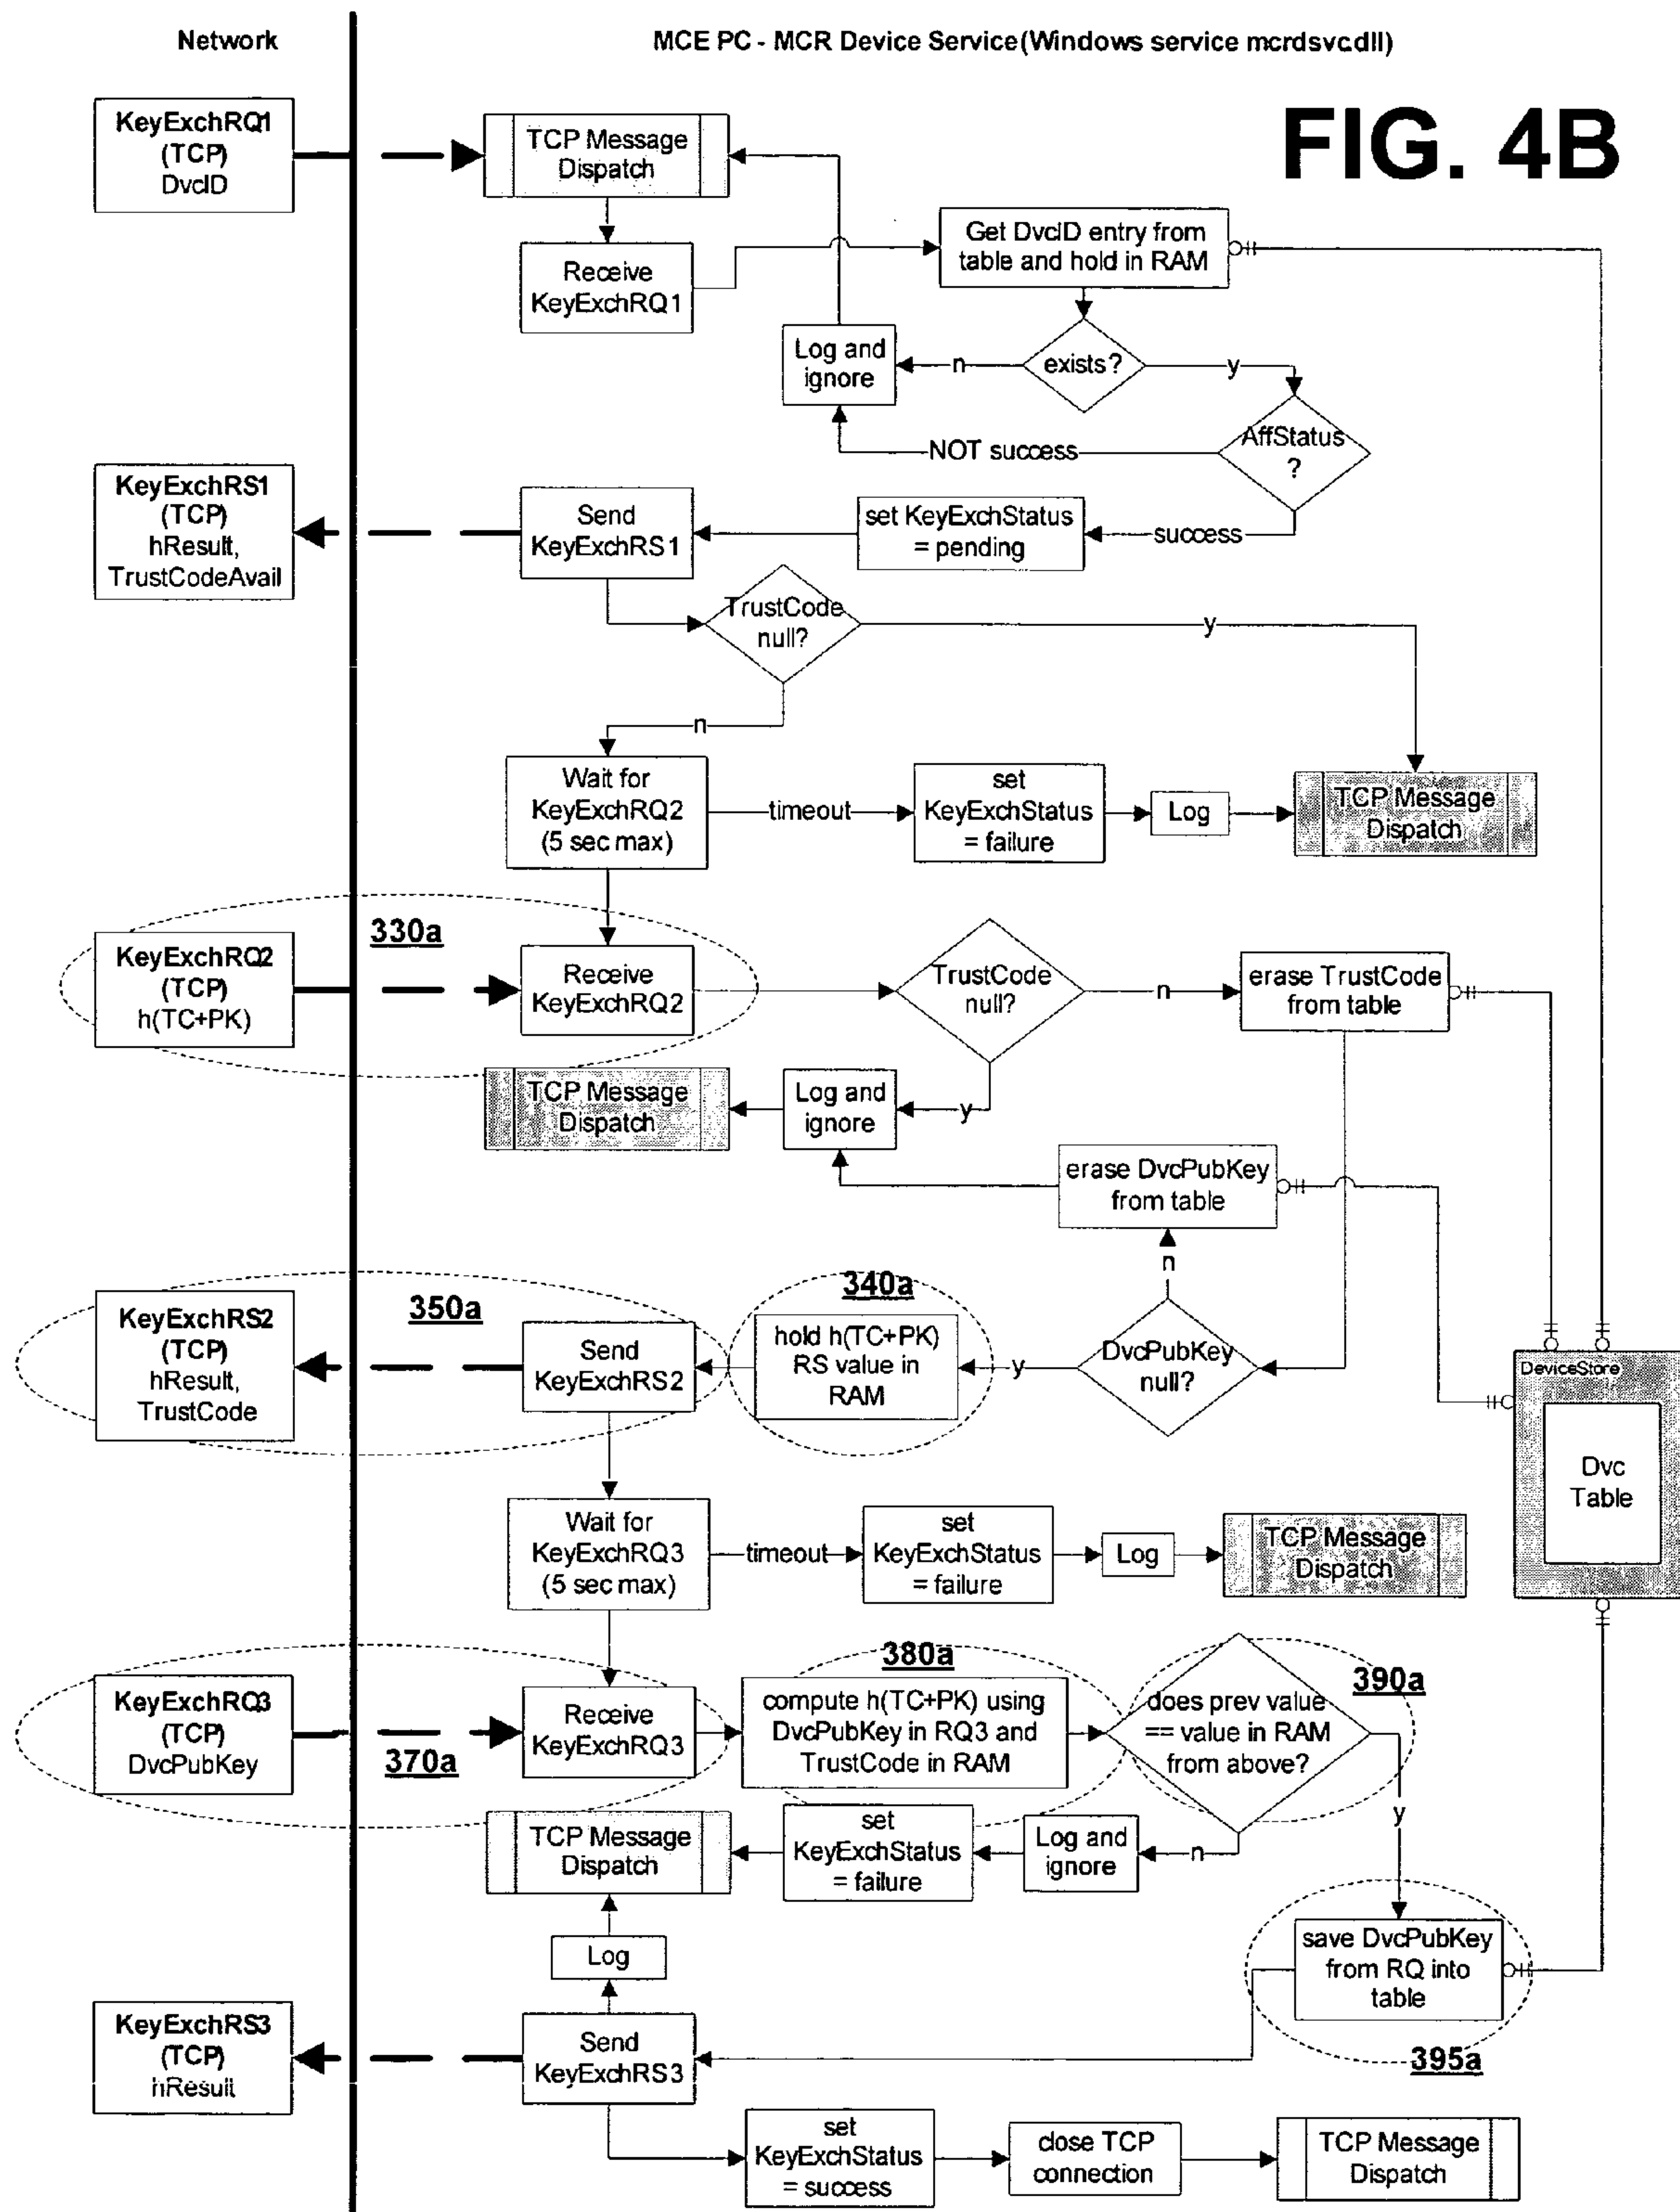 Network
MCE PC - MCR Device Service(Windows service mcrdsvc.dll)
FIG. 4B
KeyExchRQ1
(TCP)
DvcID
TCP Message
Dispatch
Receive
KeyExchRQ1
Get DvcID entry from
table and hold in RAM
Log and
ignore
n
exists?
y
AffStatus
?
NOT success
KeyExchRS1
(TCP)
hResult,
TrustCodeAvail
Send
KeyExchRS1
set KeyExchStatus
= pending
success
TrustCode
null?
y
n
Wait for
KeyExchRQ2
(5 sec max)
timeout
set
KeyExchStatus
= failure
Log
TCP Message
Dispatch
330a
KeyExchRQ2
(TCP)
h(TC+PK)
Receive
KeyExchRQ2
TrustCode
null?
n
erase TrustCode
from table
TCP Message
Dispatch
Log and
ignore
y
erase DvcPubKey
from table
n
KeyExchRS2
(TCP)
hResult,
TrustCode
350a
Send
KeyExchRS2
340a
hold h(TC+PK)
RS value in
RAM
y
DvcPubKey
null?
DeviceStore
Dvc
Table
Wait for
KeyExchRQ3
(5 sec max)
timeout
set
KeyExchStatus
= failure
Log
TCP Message
Dispatch
KeyExchRQ3
(TCP)
DvcPubKey
370a
Receive
KeyExchRQ3
380a
compute h(TC+PK) using
DvcPubKey in RQ3 and
TrustCode in RAM
390a
does prev value
== value in RAM
from above?
y
TCP Message
Dispatch
set
KeyExchStatus
= failure
Log and
ignore
n
save DvcPubKey
from RQ into
table
395a
Log
KeyExchRS3
(TCP)
hResult
Send
KeyExchRS3
set
KeyExchStatus
= success
close TCP
connection
TCP Message
Dispatch